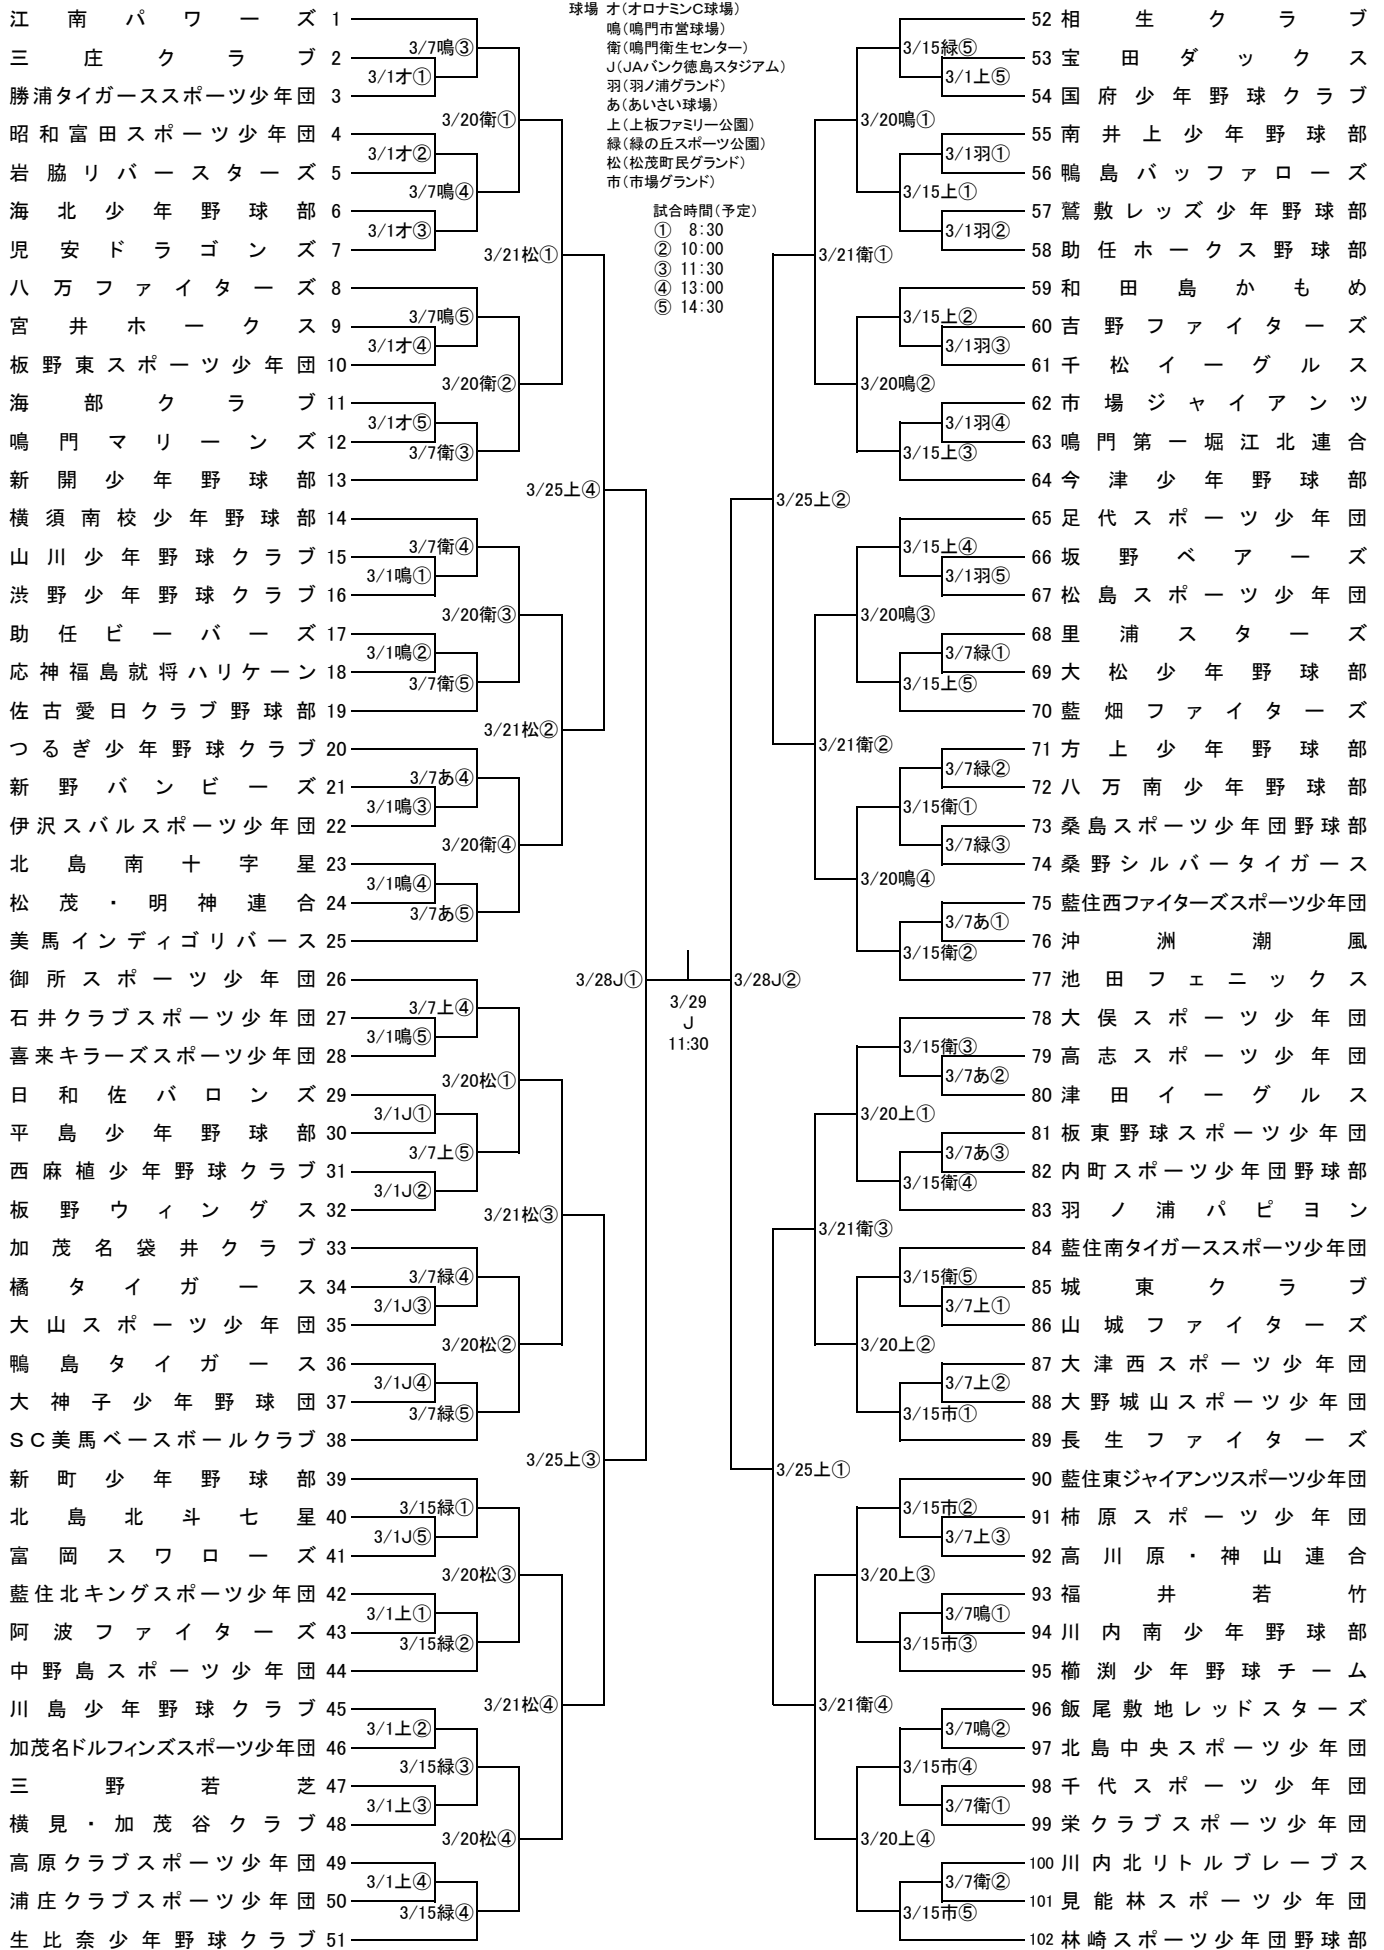 球場 オ(オロナミンC球場)
鳴(鳴門市営球場)
衛(鳴門衛生センター)
J(JAバンク徳島スタジアム)
羽(羽ノ浦グランド)
あ(あいさい球場)
上(上板ファミリー公園)
緑(緑の丘スポーツ公園)
松(松茂町民グランド)
市(市場グランド)
試合時間(予定)
① 8:30
② 10:00
③ 11:30
④ 13:00
⑤ 14:30
江南パワーズ 1
三庄クラブ 2
勝浦タイガーススポーツ少年団 3
昭和富田スポーツ少年団 4
岩脇リバースターズ 5
海北少年野球部 6
児安ドラゴンズ 7
八万ファイターズ 8
宮井ホークス 9
板野東スポーツ少年団 10
海部クラブ 11
鳴門マリーンズ 12
新開少年野球部 13
横須南校少年野球部 14
山川少年野球クラブ 15
渋野少年野球クラブ 16
助任ビーバーズ 17
応神福島就将ハリケーン 18
佐古愛日クラブ野球部 19
つるぎ少年野球クラブ 20
新野バンビーズ 21
伊沢スバルスポーツ少年団 22
北島南十字星 23
松茂・明神連合 24
美馬インディゴリバース 25
御所スポーツ少年団 26
石井クラブスポーツ少年団 27
喜来キラーズスポーツ少年団 28
日和佐バロンズ 29
平島少年野球部 30
西麻植少年野球クラブ 31
板野ウィングス 32
加茂名袋井クラブ 33
橘タイガース 34
大山スポーツ少年団 35
鴨島タイガース 36
大神子少年野球団 37
SC美馬ベースボールクラブ 38
新町少年野球部 39
北島北斗七星 40
富岡スワローズ 41
藍住北キングスポーツ少年団 42
阿波ファイターズ 43
中野島スポーツ少年団 44
川島少年野球クラブ 45
加茂名ドルフィンズスポーツ少年団 46
三野若芝 47
横見・加茂谷クラブ 48
高原クラブスポーツ少年団 49
浦庄クラブスポーツ少年団 50
生比奈少年野球クラブ 51
3/7鳴③
3/1オ①
3/1オ②
3/7鳴④
3/1オ③
3/7鳴⑤
3/1オ④
3/1オ⑤
3/7衛③
3/7衛④
3/1鳴①
3/1鳴②
3/7衛⑤
3/7あ④
3/1鳴③
3/1鳴④
3/7あ⑤
3/7上④
3/1鳴⑤
3/1J①
3/7上⑤
3/1J②
3/7緑④
3/1J③
3/1J④
3/7緑⑤
3/15緑①
3/1J⑤
3/1上①
3/15緑②
3/1上②
3/15緑③
3/1上③
3/1上④
3/15緑④
3/20衛①
3/20衛②
3/20衛③
3/20衛④
3/20松①
3/20松②
3/20松③
3/20松④
3/21松①
3/21松②
3/21松③
3/21松④
3/25上④
3/25上③
3/28J①
3/29
J
11:30
3/28J②
3/25上②
3/25上①
3/21衛①
3/21衛②
3/21衛③
3/21衛④
3/20鳴①
3/20鳴②
3/20鳴③
3/20鳴④
3/20上①
3/20上②
3/20上③
3/20上④
3/15緑⑤
3/1上⑤
3/1羽①
3/15上①
3/1羽②
3/15上②
3/1羽③
3/1羽④
3/15上③
3/15上④
3/1羽⑤
3/7緑①
3/15上⑤
3/7緑②
3/15衛①
3/7緑③
3/7あ①
3/15衛②
3/15衛③
3/7あ②
3/7あ③
3/15衛④
3/15衛⑤
3/7上①
3/7上②
3/15市①
3/15市②
3/7上③
3/7鳴①
3/15市③
3/7鳴②
3/15市④
3/7衛①
3/7衛②
3/15市⑤
52 相生クラブ
53 宝田ダックス
54 国府少年野球クラブ
55 南井上少年野球部
56 鴨島バッファローズ
57 鷲敷レッズ少年野球部
58 助任ホークス野球部
59 和田島かもめ
60 吉野ファイターズ
61 千松イーグルス
62 市場ジャイアンツ
63 鳴門第一堀江北連合
64 今津少年野球部
65 足代スポーツ少年団
66 坂野ベアーズ
67 松島スポーツ少年団
68 里浦スターズ
69 大松少年野球部
70 藍畑ファイターズ
71 方上少年野球部
72 八万南少年野球部
73 桑島スポーツ少年団野球部
74 桑野シルバータイガース
75 藍住西ファイターズスポーツ少年団
76 沖洲潮風
77 池田フェニックス
78 大俣スポーツ少年団
79 高志スポーツ少年団
80 津田イーグルス
81 板東野球スポーツ少年団
82 内町スポーツ少年団野球部
83 羽ノ浦パピヨン
84 藍住南タイガーススポーツ少年団
85 城東クラブ
86 山城ファイターズ
87 大津西スポーツ少年団
88 大野城山スポーツ少年団
89 長生ファイターズ
90 藍住東ジャイアンツスポーツ少年団
91 柿原スポーツ少年団
92 高川原・神山連合
93 福井若竹
94 川内南少年野球部
95 櫛渕少年野球チーム
96 飯尾敷地レッドスターズ
97 北島中央スポーツ少年団
98 千代スポーツ少年団
99 栄クラブスポーツ少年団
100 川内北リトルブレーブス
101 見能林スポーツ少年団
102 林崎スポーツ少年団野球部